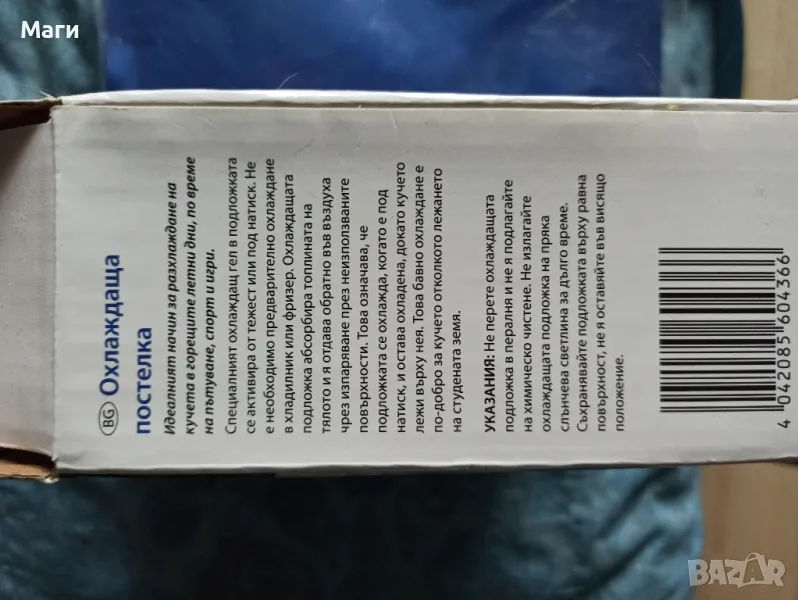 Маги
BG Охлаждаща
постелка
Идеалният начин за разхлаждане на
кучета в горещите летни дни, по време
на пътуване, спорт и игри.
Специалният охлаждащ гел в подложката
се активира от тежест или под натиск. Не
е необходимо предварително охлаждане
в хладилник или фризер. Охлаждащата
подложка абсорбира топлината на
тялото и я отдава обратно във въздуха
чрез изпаряване през неизползваните
повърхности. Това означава, че
подложката се охлажда, когато е под
натиск, и остава охладена, докато кучето
лежи върху нея. Това бавно охлаждане е
по-добро за кучето отколкото лежането
на студената земя.
УКАЗАНИЯ: Не перете охлаждащата
подложка в пералня и не я подлагайте
на химическо чистене. Не излагайте
охлаждащата подложка на пряка
слънчева светлина за дълго време.
Съхранявайте подложката върху равна
повърхност, не я оставяйте във висящо
положение.
4 042085 604366
BAZAR